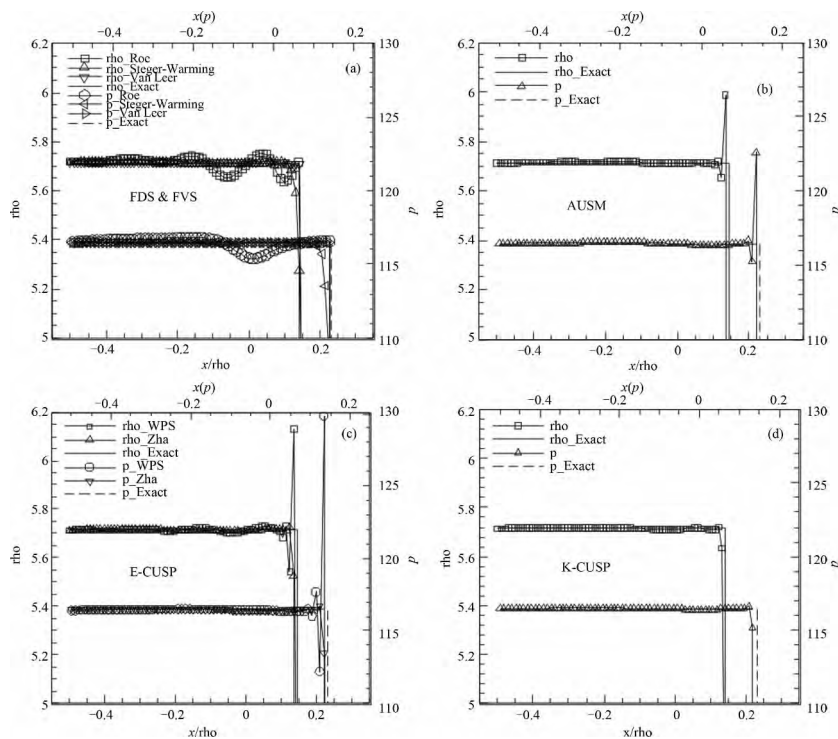 x(p)
−0.4 −0.2 0 0.2
6.2 130
rho_Roe
rho_Steger-Warming
rho_Van Leer
rho_Exact
p_Roe
p_Steger-Warming
p_Van Leer
p_Exact
(a)
6
125
5.8
rho
5.6
120
p
FDS & FVS
5.4
115
5.2
5 110
−0.4 −0.2 0 0.2
x/rho
x(p)
−0.4 −0.2 0 0.2
6.2 130
rho
rho_Exact
p
p_Exact
(b)
6
125
5.8
rho
5.6
120
p
AUSM
5.4
115
5.2
5 110
−0.4 −0.2 0 0.2
x/rho
x(p)
−0.4 −0.2 0 0.2
6.2 130
rho_WPS
rho_Zha
rho_Exact
p_WPS
p_Zha
p_Exact
(c)
6
125
5.8
rho
5.6
120
p
E-CUSP
5.4
115
5.2
5 110
−0.4 −0.2 0 0.2
x/rho
x(p)
−0.4 −0.2 0 0.2
6.2 130
rho
rho_Exact
p
p_Exact
(d)
6
125
5.8
rho
5.6
120
p
K-CUSP
5.4
115
5.2
5 110
−0.4 −0.2 0 0.2
x/rho